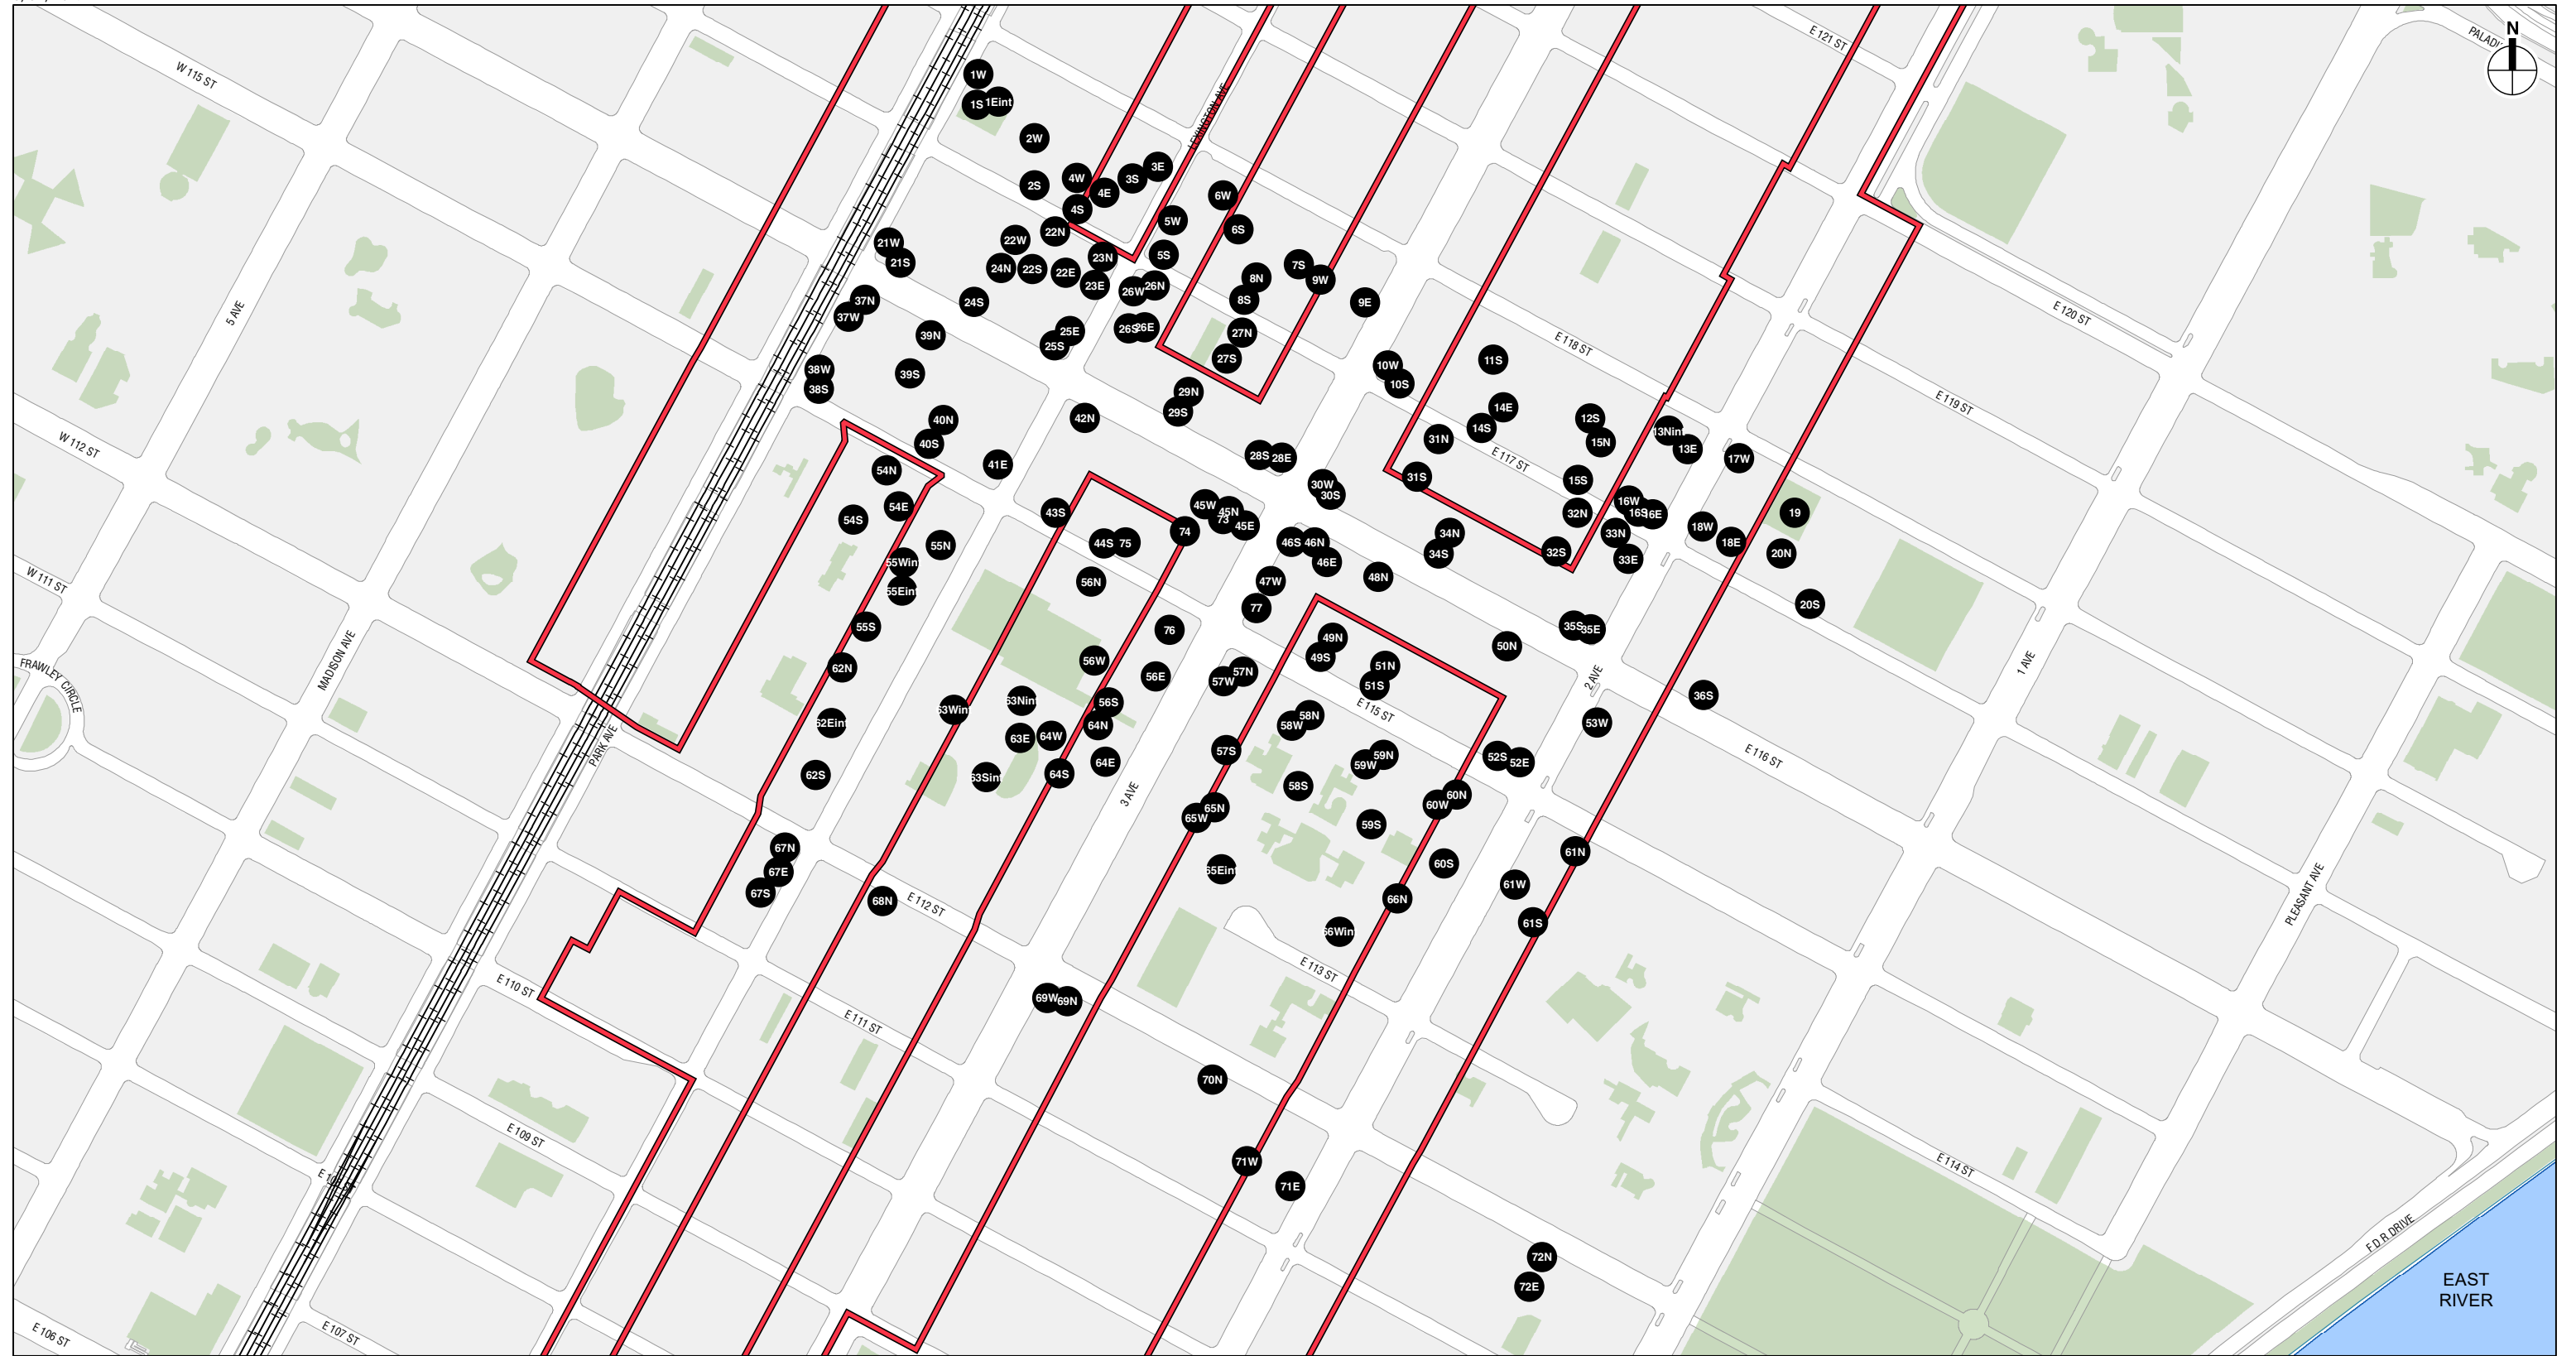 N
E 121 ST
PALADI
W 115 ST
1W
1S
1Eint
LEXINGTON AVE
2W
2S
4W
4E
3S
3E
4S
6W
5W
6S
22N
22W
21W
21S
23N
5S
24N
22S
22E
23E
26W
26N
8N
7S
9W
8S
9E
24S
37N
37W
5 AVE
E 120 ST
39N
25E
25S
26S
26E
27N
27S
E 118 ST
11S
10W
10S
38W
38S
39S
29N
29S
E 119 ST
14E
14S
12S
15N
13Nint
13E
40N
40S
42N
31N
W 112 ST
28S
28E
E 117 ST
17W
54N
41E
31S
15S
30W
30S
54E
54S
43S
45W
45N
73
45E
74
16W
16S
16E
32N
19
18W
18E
20N
33N
33E
34N
34S
32S
55N
44S
75
46S
46N
46E
W 111 ST
55Win
55Eint
56N
47W
48N
77
20S
55S
76
49N
49S
35S
35E
50N
MADISON AVE
FRAWLEY CIRCLE
62N
56W
56E
57W
57N
51N
51S
2 AVE
1 AVE
36S
E 115 ST
53W
63Wint
63Nint
56S
64N
58N
58W
62Eint
63E
64W
PARK AVE
57S
59N
59W
52S
52E
E 116 ST
64E
64S
62S
63Sint
58S
3 AVE
60N
60W
65N
65W
59S
67N
61N
60S
67E
67S
65Eint
61W
68N
E 112 ST
66N
PLEASANT AVE
66Win
61S
E 113 ST
E 110 ST
69W
69N
E 111 ST
70N
E 109 ST
71W
71E
E 114 ST
F D R DRIVE
72N
72E
EAST
RIVER
E 106 ST
E 107 ST